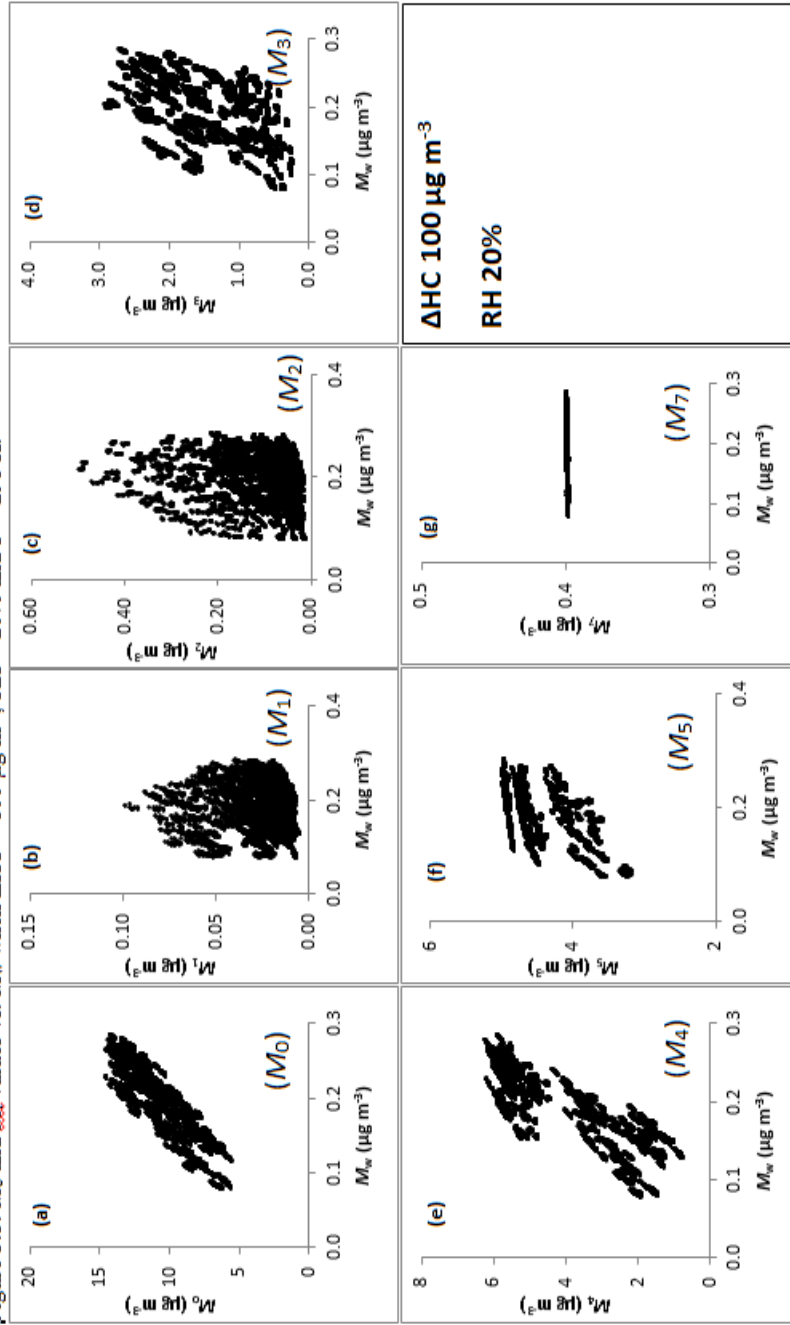 (a)
20
15
10
5
0
M₀ (µg m⁻³)
(M₀)
0.0 0.1 0.2 0.3
M_w (µg m⁻³)
(b)
0.15
0.10
0.05
0.00
M₁ (µg m⁻³)
(M₁)
0.0 0.2 0.4
M_w (µg m⁻³)
(c)
0.60
0.40
0.20
0.00
M₂ (µg m⁻³)
(M₂)
0.0 0.2 0.4
M_w (µg m⁻³)
(d)
4.0
3.0
2.0
1.0
0.0
M₃ (µg m⁻³)
(M₃)
0.0 0.1 0.2 0.3
M_w (µg m⁻³)
(e)
8
6
4
2
0
M₄ (µg m⁻³)
(M₄)
0.0 0.1 0.2 0.3
M_w (µg m⁻³)
(f)
6
4
2
M₅ (µg m⁻³)
(M₅)
0.0 0.2 0.4
M_w (µg m⁻³)
(g)
0.5
0.4
0.3
M₇ (µg m⁻³)
(M₇)
0.0 0.1 0.2 0.3
M_w (µg m⁻³)
ΔHC 100 µg m⁻³
RH 20%